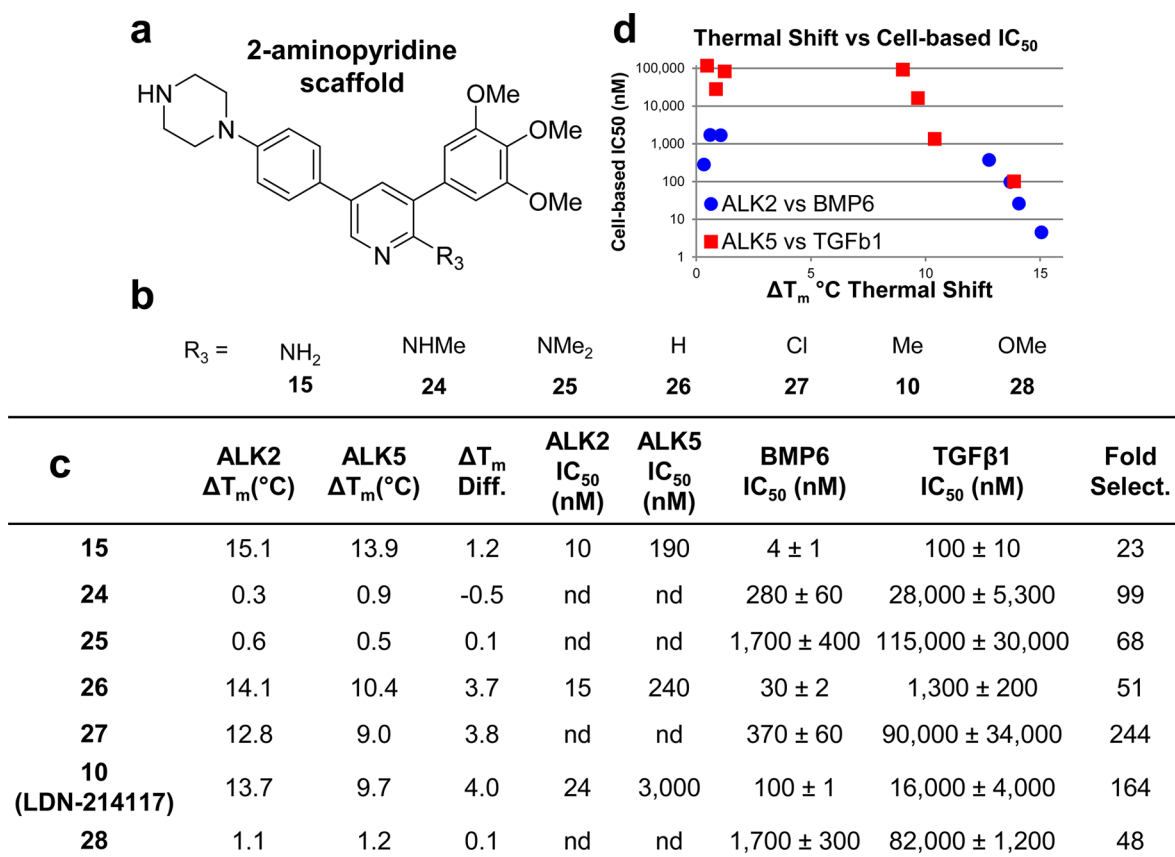 a
2-aminopyridine
scaffold
HN
N
OMe
OMe
OMe
N
R3
d
Thermal Shift vs Cell-based IC50
Cell-based IC50 (nM)
100,000
10,000
1,000
100
10
1
ALK2 vs BMP6
ALK5 vs TGFb1
0 5 10 15
ΔTm °C Thermal Shift
b
R3 = NH2 NHMe NMe2 H Cl Me OMe
15 24 25 26 27 10 28
c
ALK2 ΔTm(°C) ALK5 ΔTm(°C) ΔTm Diff. ALK2 IC50 (nM) ALK5 IC50 (nM) BMP6 IC50 (nM) TGFβ1 IC50 (nM) Fold Select.
15 15.1 13.9 1.2 10 190 4 ± 1 100 ± 10 23
24 0.3 0.9 -0.5 nd nd 280 ± 60 28,000 ± 5,300 99
25 0.6 0.5 0.1 nd nd 1,700 ± 400 115,000 ± 30,000 68
26 14.1 10.4 3.7 15 240 30 ± 2 1,300 ± 200 51
27 12.8 9.0 3.8 nd nd 370 ± 60 90,000 ± 34,000 244
10 (LDN-214117) 13.7 9.7 4.0 24 3,000 100 ± 1 16,000 ± 4,000 164
28 1.1 1.2 0.1 nd nd 1,700 ± 300 82,000 ± 1,200 48